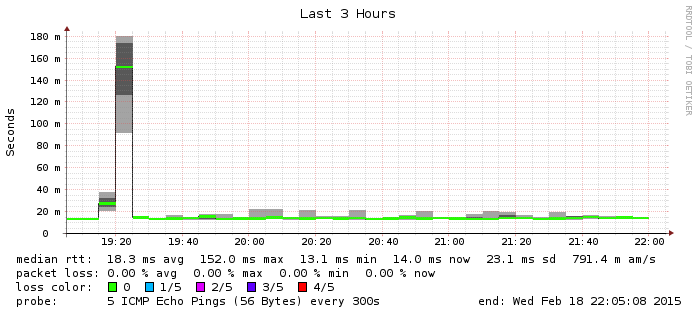 Last 3 Hours
RRDTOOL / TOBI OETIKER
Seconds
180 m
160 m
140 m
120 m
100 m
80 m
60 m
40 m
20 m
0
19:20 19:40 20:00 20:20 20:40 21:00 21:20 21:40 22:00
median rtt: 18.3 ms avg 152.0 ms max 13.1 ms min 14.0 ms now 23.1 ms sd 791.4 m am/s
packet loss: 0.00 % avg 0.00 % max 0.00 % min 0.00 % now
loss color: 0 1/5 2/5 3/5 4/5
probe: 5 ICMP Echo Pings (56 Bytes) every 300s end: Wed Feb 18 22:05:08 2015